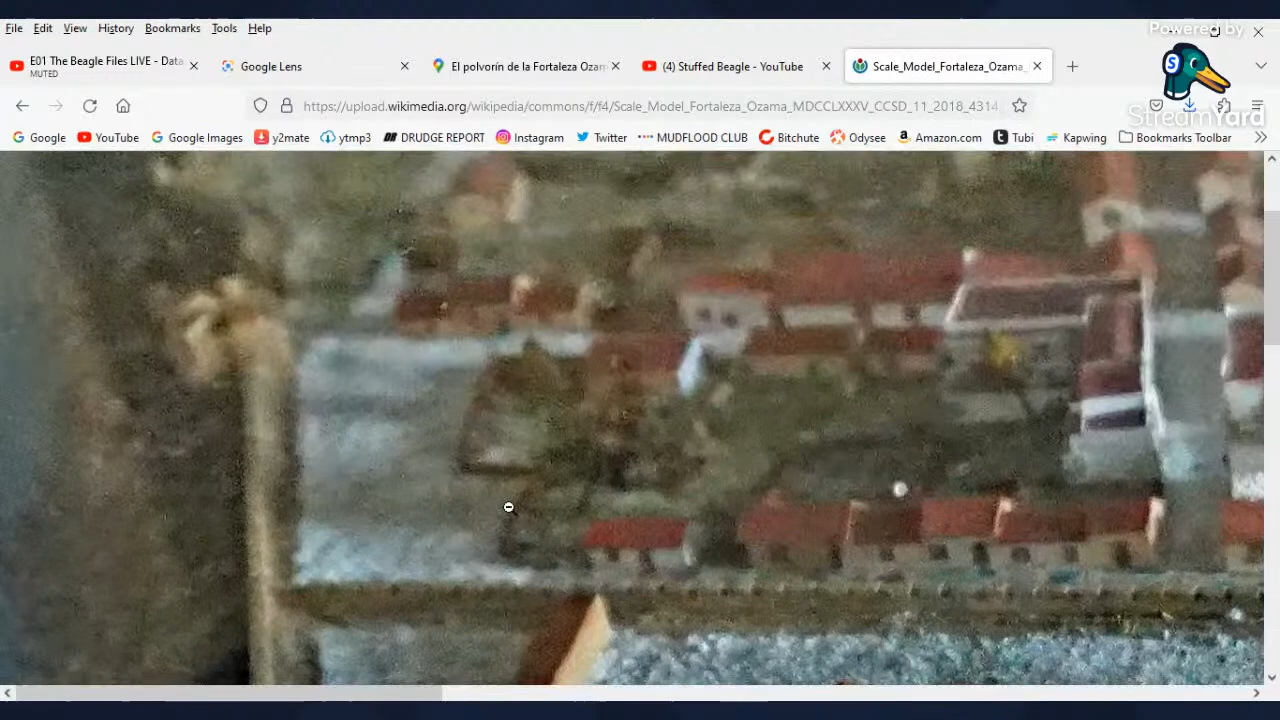 File Edit View History Bookmarks Tools Help
Powered by
E01 The Beagle Files LIVE - Data
MUTED
Google Lens
El invitorn de la Fortaleza Ozam
(4) Stuffed Beagle - YouTube
Scale_Model_Fortaleza_Ozama_
S
StreamYard
https://upload.wikimedia.org/wikipedia/commons/f/f4/Scale_Model_Fortaleza_Ozama_MDCCLXXXV_CCSD_11_2018_4314
Google YouTube Google Images y2mate ytmp3 DRUDGE REPORT Instagram Twitter MUDFLOOD CLUB Bitchute Odysee Amazon.com Tubi Kapwing Bookmarks Toolbar